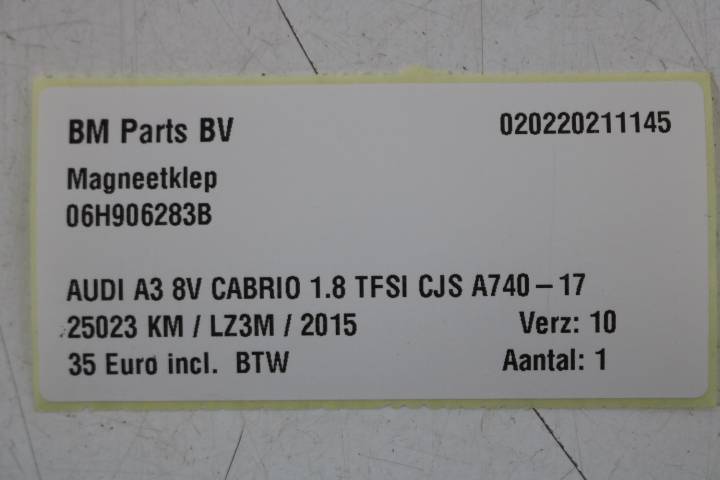 BM Parts BV 020220211145
Magneetklep
06H906283B
AUDI A3 8V CABRIO 1.8 TFSI CJS A740-17
25023 KM / LZ3M / 2015 Verz: 10
35 Euro incl. BTW Aantal: 1